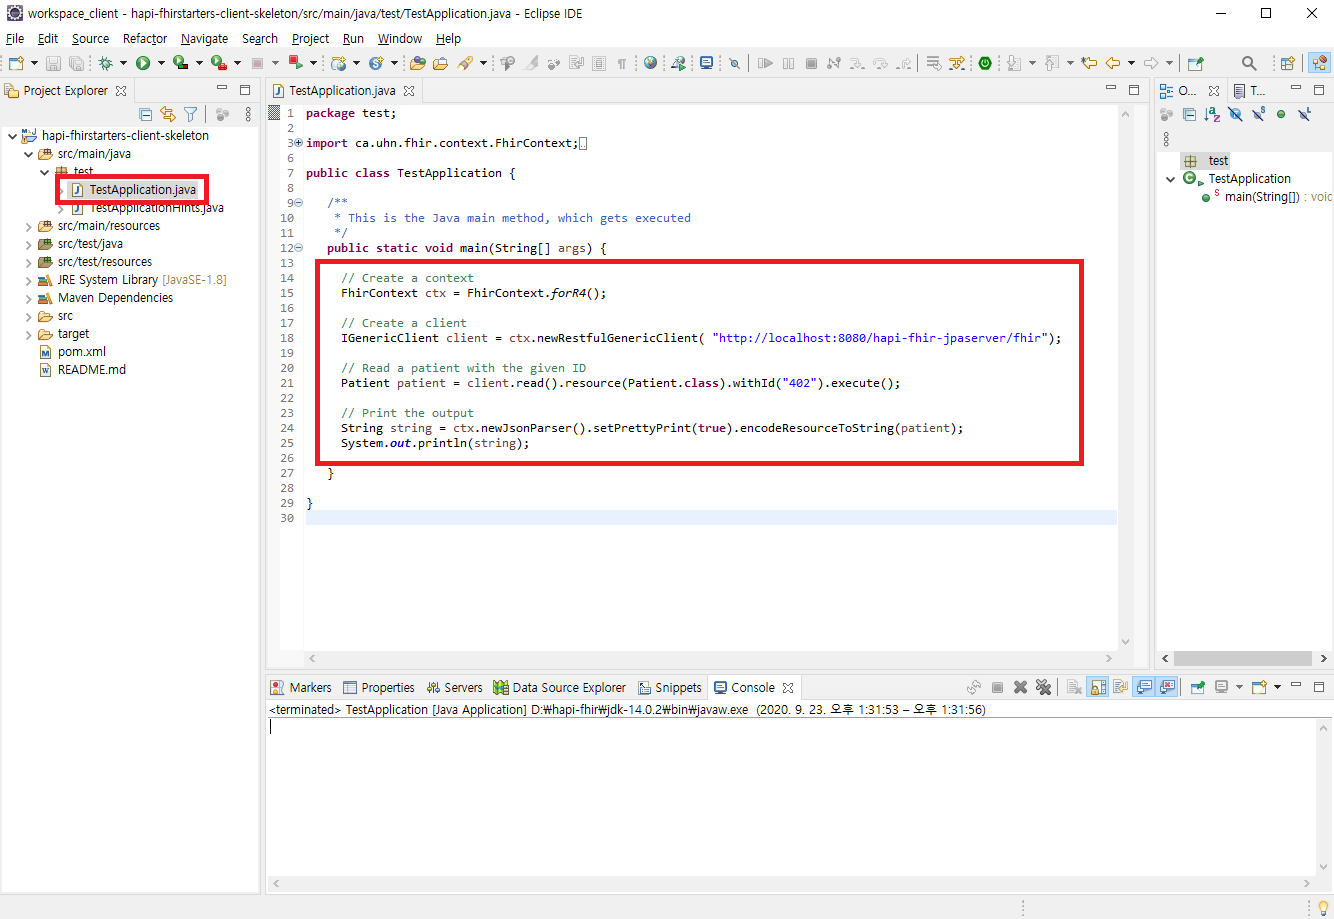 workspace_client - hapi-fhirstarters-client-skeleton/src/main/java/test/TestApplication.java - Eclipse IDE
File Edit Source Refactor Navigate Search Project Run Window Help
Project Explorer
hapi-fhirstarters-client-skeleton
src/main/java
test
TestApplication.java
TestApplicationHints.java
src/main/resources
src/test/java
src/test/resources
JRE System Library [JavaSE-1.8]
Maven Dependencies
src
target
pom.xml
README.md
TestApplication.java
1 package test;
2
3 import ca.uhn.fhir.context.FhirContext;
6
7 public class TestApplication {
8
9 /**
10 * This is the Java main method, which gets executed
11 */
12 public static void main(String[] args) {
13
14 // Create a context
15 FhirContext ctx = FhirContext.forR4();
16
17 // Create a client
18 IGenericClient client = ctx.newRestfulGenericClient( "http://localhost:8080/hapi-fhir-jpaserver/fhir");
19
20 // Read a patient with the given ID
21 Patient patient = client.read().resource(Patient.class).withId("402").execute();
22
23 // Print the output
24 String string = ctx.newJsonParser().setPrettyPrint(true).encodeResourceToString(patient);
25 System.out.println(string);
26
27 }
28
29 }
30
O... T...
test
TestApplication
main(String[]) : voic
Markers Properties Servers Data Source Explorer Snippets Console
<terminated> TestApplication [Java Application] D:₩hapi-fhir₩jdk-14.0.2₩bin₩javaw.exe (2020. 9. 23. 오후 1:31:53 – 오후 1:31:56)